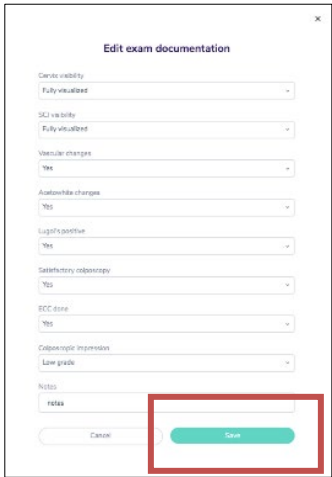 ×
Edit exam documentation
Cervix visibility
Fully visualized
SCJ visibility
Fully visualized
Vascular changes
Yes
Acetowhite changes
Yes
Lugol's positive
Yes
Satisfactory colposcopy
Yes
ECC done
Yes
Colposcopic impression
Low grade
Notes
notes
Cancel Save